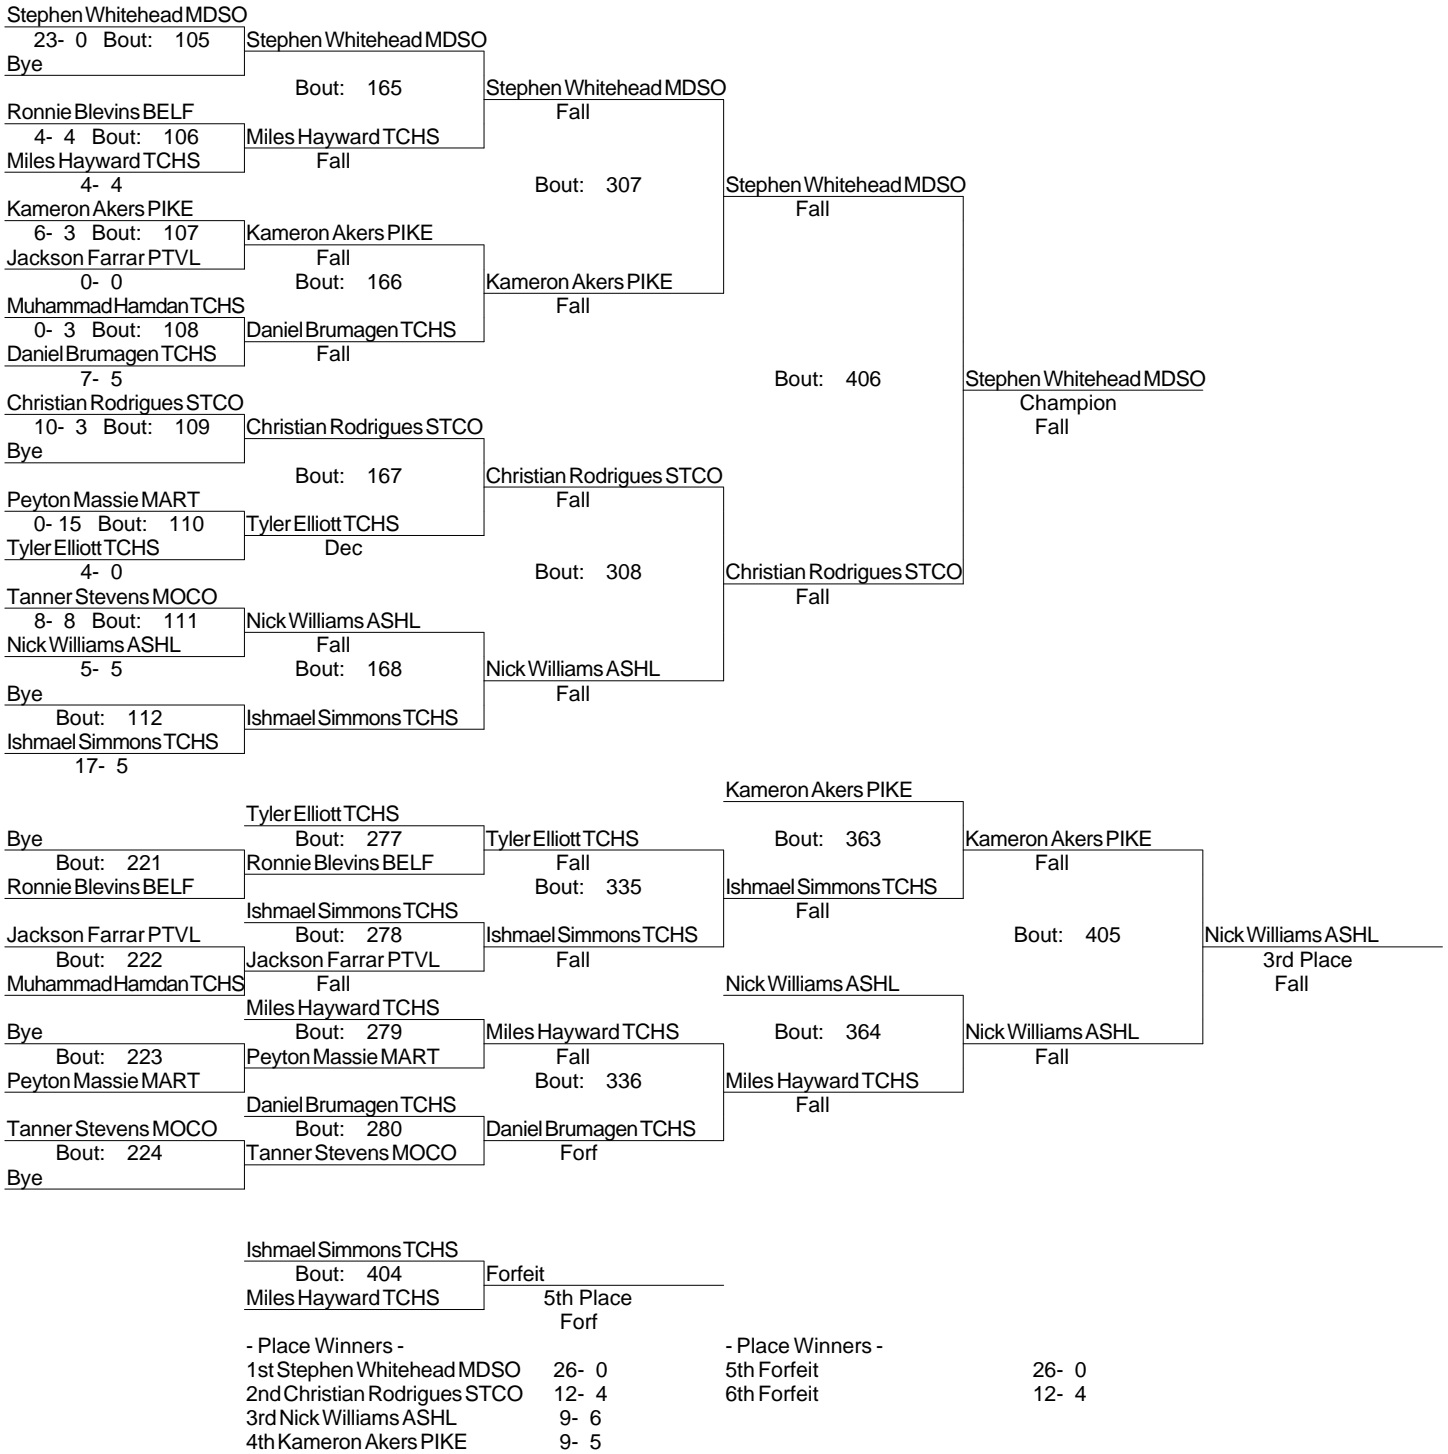 Stephen Whitehead MDSO
23- 0 Bout: 105 Stephen Whitehead MDSO
Bye
Bout: 165 Stephen Whitehead MDSO
Ronnie Blevins BELF Fall
4- 4 Bout: 106 Miles Hayward TCHS
Miles Hayward TCHS Fall
4- 4 Bout: 307 Stephen Whitehead MDSO
Kameron Akers PIKE Fall
6- 3 Bout: 107 Kameron Akers PIKE
Jackson Farrar PTVL Fall
0- 0 Bout: 166 Kameron Akers PIKE
Muhammad Hamdan TCHS Fall
0- 3 Bout: 108 Daniel Brumagen TCHS
Daniel Brumagen TCHS Fall
7- 5 Bout: 406 Stephen Whitehead MDSO
Christian Rodrigues STCO Champion
10- 3 Bout: 109 Christian Rodrigues STCO Fall
Bye
Bout: 167 Christian Rodrigues STCO
Peyton Massie MART Fall
0- 15 Bout: 110 Tyler Elliott TCHS
Tyler Elliott TCHS Dec
4- 0 Bout: 308 Christian Rodrigues STCO
Tanner Stevens MOCO Fall
8- 8 Bout: 111 Nick Williams ASHL
Nick Williams ASHL Fall
5- 5 Bout: 168 Nick Williams ASHL
Bye Fall
Bout: 112 Ishmael Simmons TCHS
Ishmael Simmons TCHS
17- 5
Kameron Akers PIKE
Tyler Elliott TCHS
Bye Bout: 277 Tyler Elliott TCHS Bout: 363 Kameron Akers PIKE
Bout: 221 Ronnie Blevins BELF Fall Fall
Ronnie Blevins BELF Bout: 335 Ishmael Simmons TCHS
Ishmael Simmons TCHS Fall
Jackson Farrar PTVL Bout: 278 Ishmael Simmons TCHS Bout: 405 Nick Williams ASHL
Bout: 222 Jackson Farrar PTVL Fall 3rd Place
Muhammad Hamdan TCHS Fall Nick Williams ASHL Fall
Miles Hayward TCHS
Bye Bout: 279 Miles Hayward TCHS Bout: 364 Nick Williams ASHL
Bout: 223 Peyton Massie MART Fall Fall
Peyton Massie MART Bout: 336 Miles Hayward TCHS
Daniel Brumagen TCHS Fall
Tanner Stevens MOCO Bout: 280 Daniel Brumagen TCHS
Bout: 224 Tanner Stevens MOCO Forf
Bye
Ishmael Simmons TCHS
Bout: 404 Forfeit
Miles Hayward TCHS 5th Place
Forf
- Place Winners - - Place Winners -
1st Stephen Whitehead MDSO 26- 0 5th Forfeit 26- 0
2nd Christian Rodrigues STCO 12- 4 6th Forfeit 12- 4
3rd Nick Williams ASHL 9- 6
4th Kameron Akers PIKE 9- 5